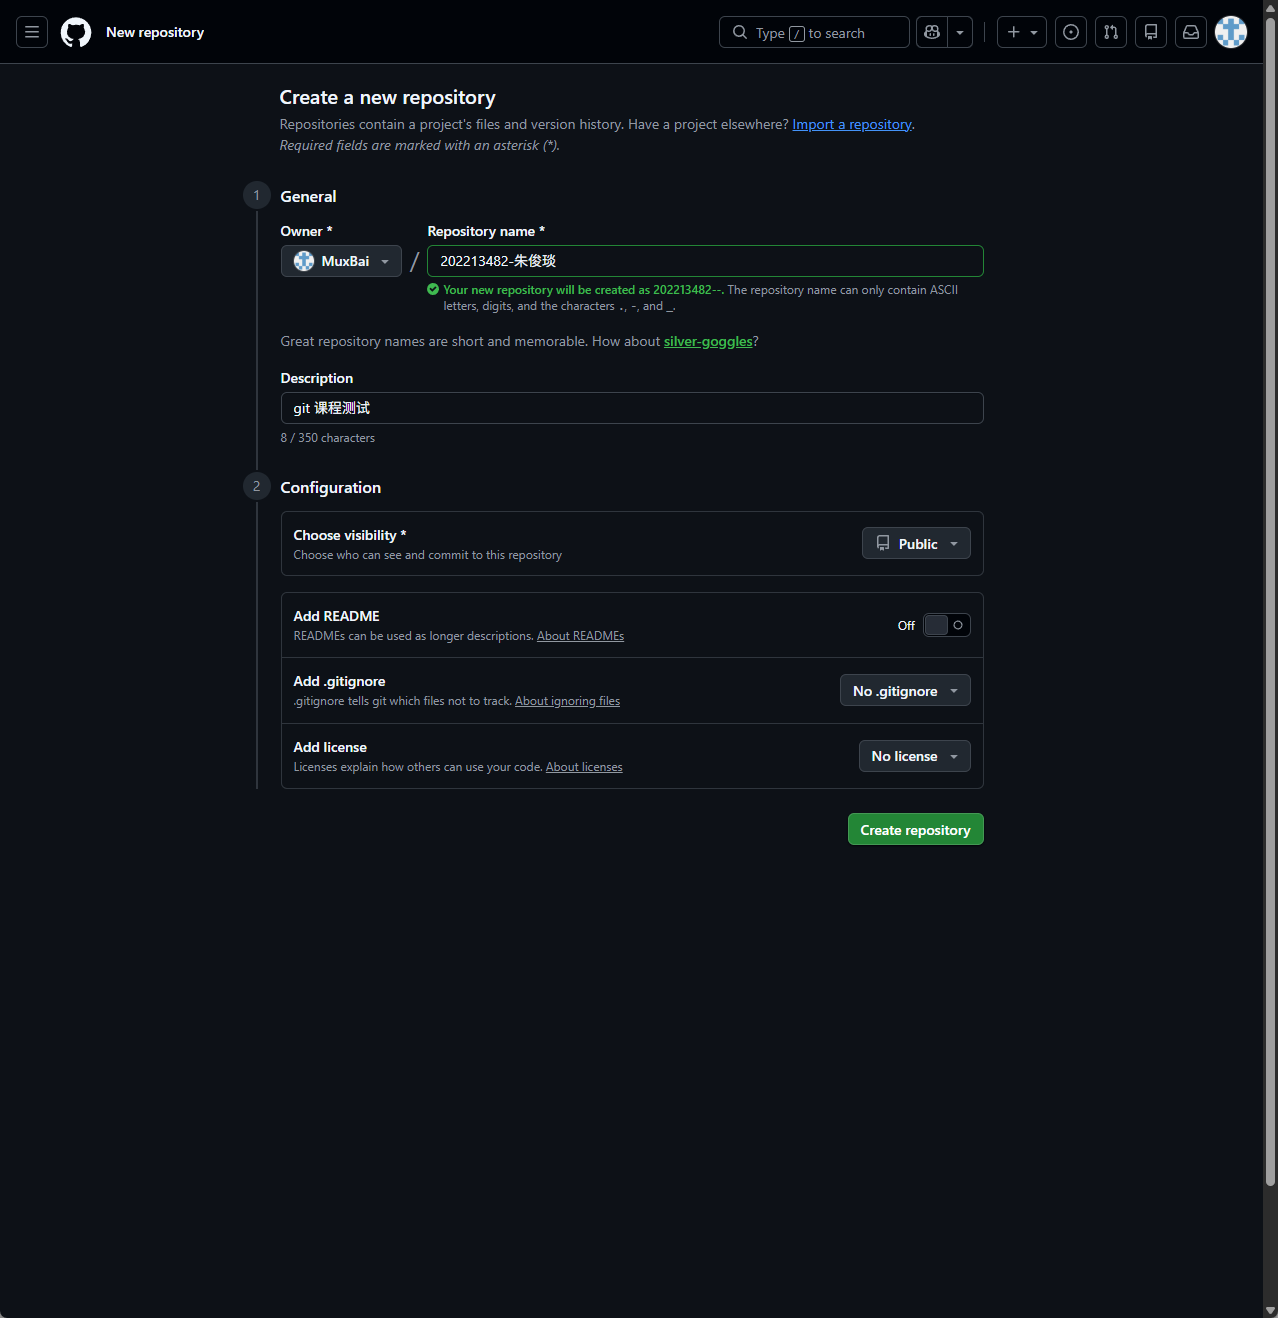 New repository
Type / to search
Create a new repository
Repositories contain a project's files and version history. Have a project elsewhere? Import a repository.
Required fields are marked with an asterisk (*).
1
General
Owner *
Repository name *
MuxBai
/
202213482-朱俊琰
Your new repository will be created as 202213482--. The repository name can only contain ASCII
letters, digits, and the characters ., -, and _.
Great repository names are short and memorable. How about silver-goggles?
Description
git 课程测试
8 / 350 characters
2
Configuration
Choose visibility *
Choose who can see and commit to this repository
Public
Add README
READMEs can be used as longer descriptions. About READMEs
Off
Add .gitignore
.gitignore tells git which files not to track. About ignoring files
No .gitignore
Add license
Licenses explain how others can use your code. About licenses
No license
Create repository